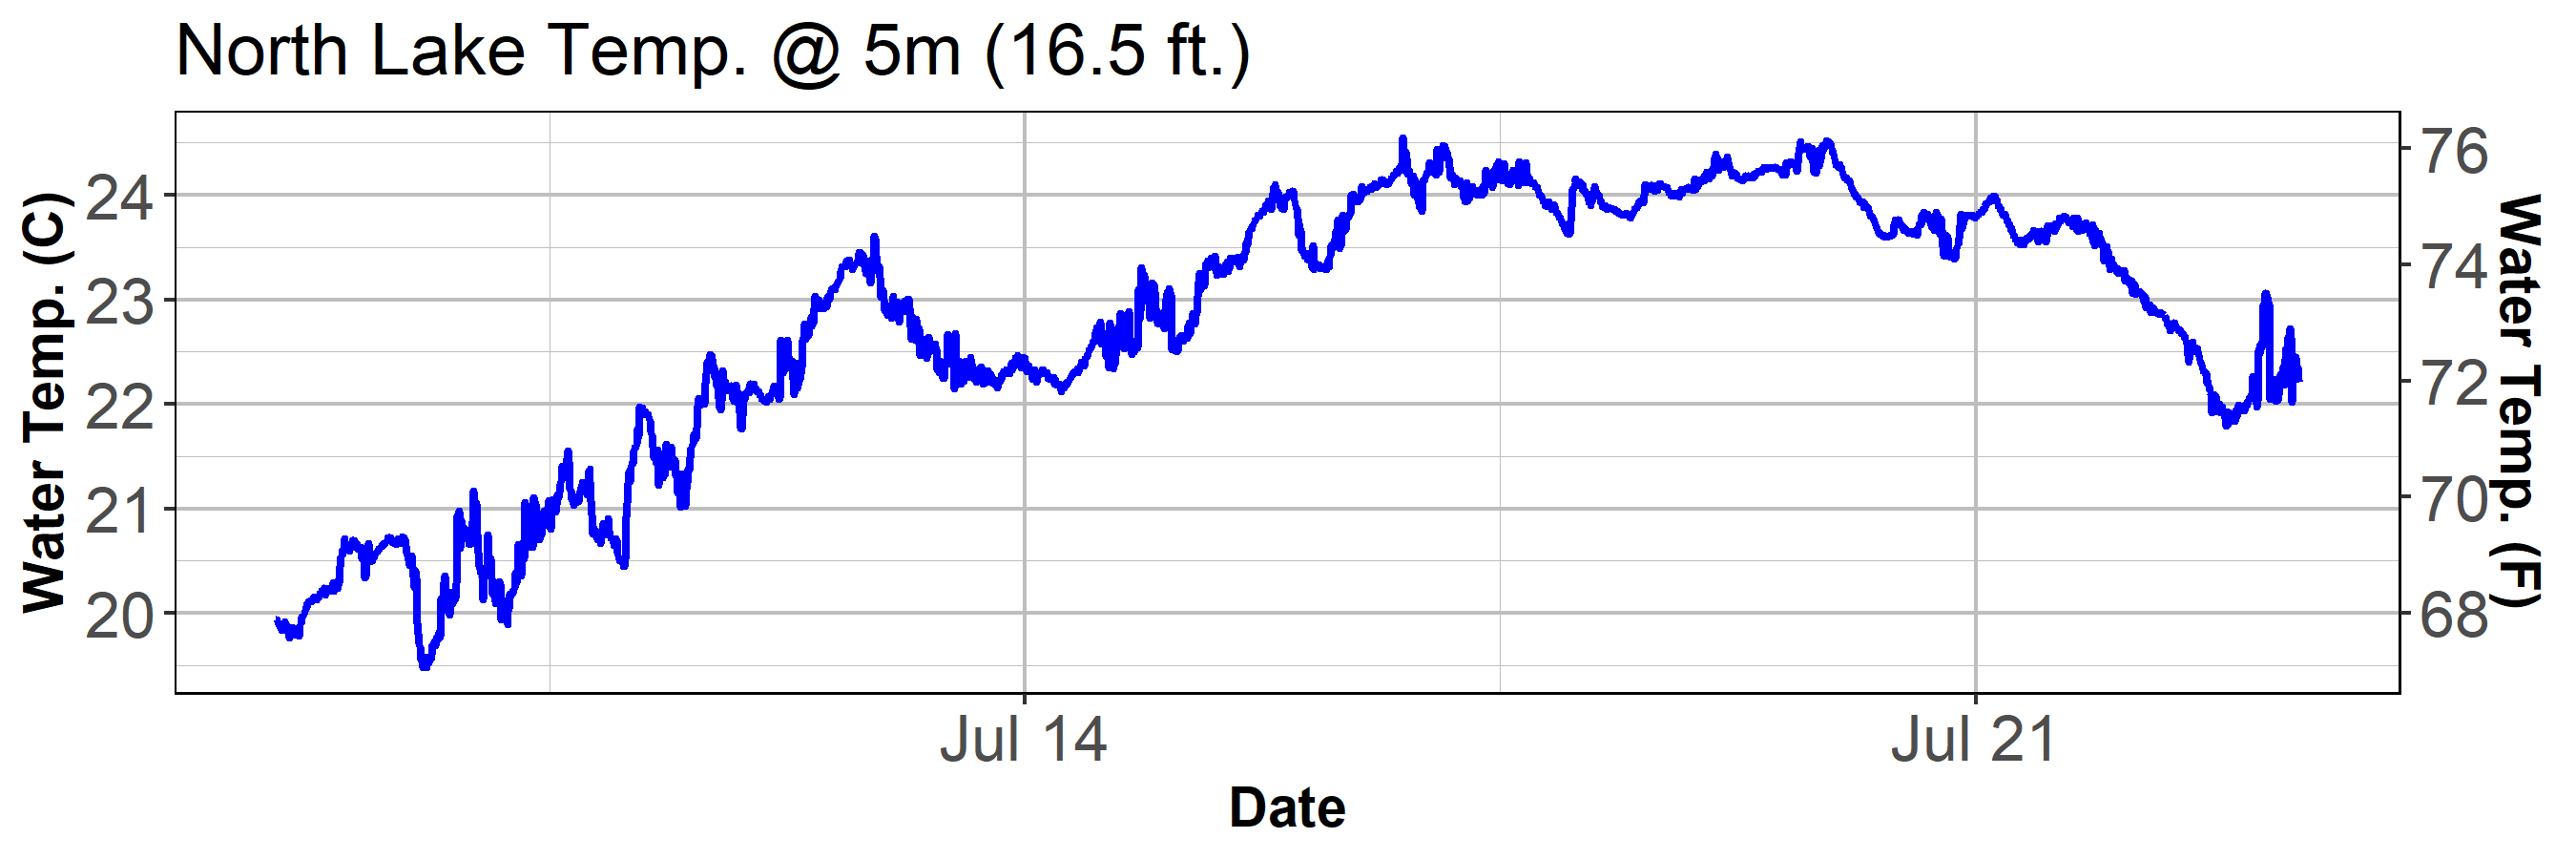 North Lake Temp. @ 5m (16.5 ft.)
Water Temp. (C)
24
23
22
21
20
76
74
72
70
68
Water Temp. (F)
Jul 14
Jul 21
Date